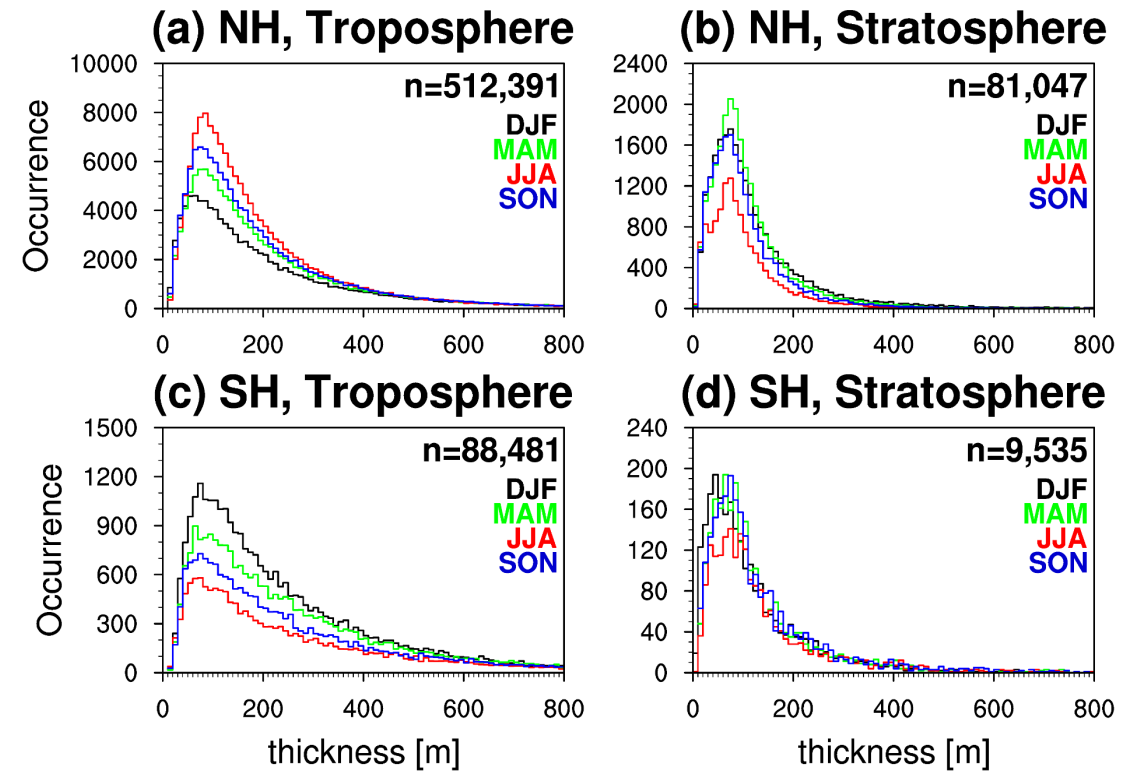 (a) NH, Troposphere
Occurrence
10000
8000
6000
4000
2000
0
n=512,391
DJF
MAM
JJA
SON
0 200 400 600 800
(b) NH, Stratosphere
2400
2000
1600
1200
800
400
0
n=81,047
DJF
MAM
JJA
SON
0 200 400 600 800
(c) SH, Troposphere
Occurrence
1500
1200
900
600
300
0
n=88,481
DJF
MAM
JJA
SON
0 200 400 600 800
thickness [m]
(d) SH, Stratosphere
240
200
160
120
80
40
0
n=9,535
DJF
MAM
JJA
SON
0 200 400 600 800
thickness [m]